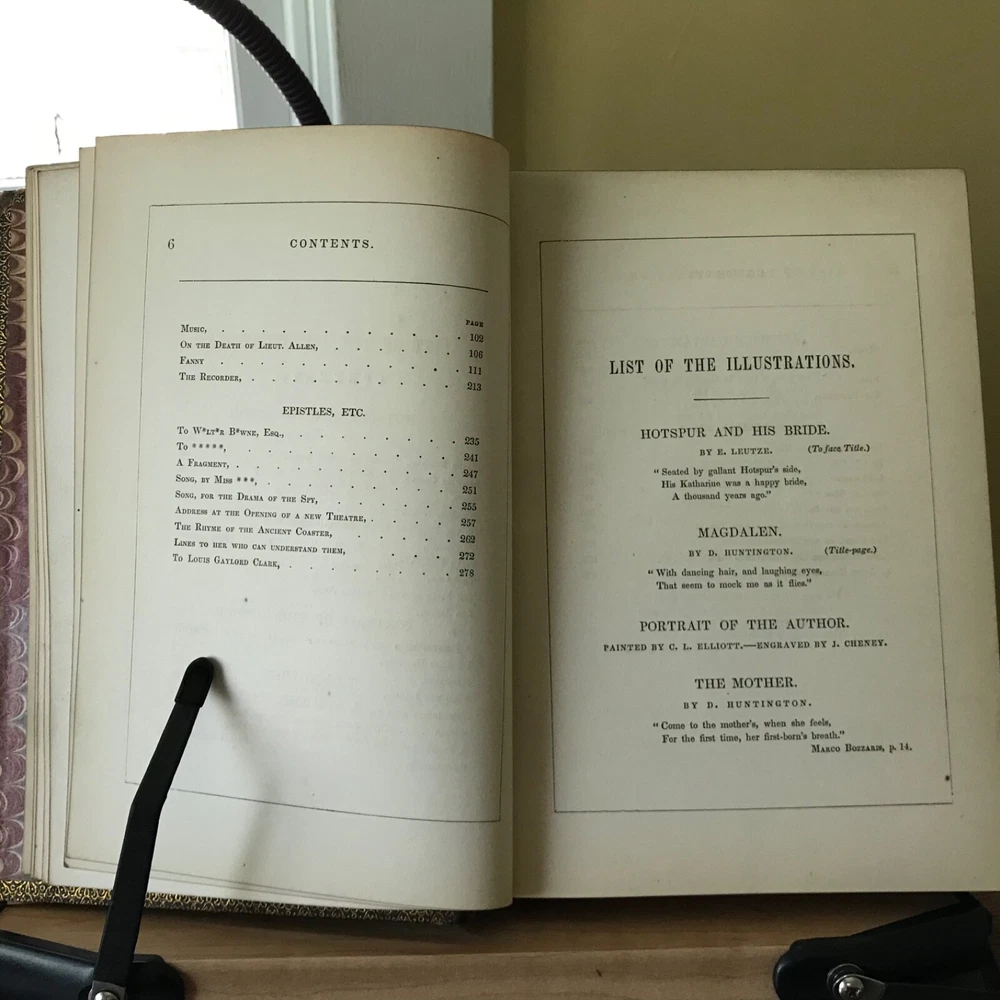 6 CONTENTS.
PAGE
Music, . . . . . . . . . . . 102
On the Death of Lieut. Allen, . . . . . . 106
Fanny . . . . . . . . . . . 111
The Recorder, . . . . . . . . . . 213
EPISTLES, ETC.
To W*lt*r B*wne, Esq., . . . . . . . 235
To *****, . . . . . . . . . . 241
A Fragment, . . . . . . . . . . 247
Song, by Miss ***, . . . . . . . . 251
Song, for the Drama of the Spy, . . . . . 255
Address at the Opening of a new Theatre, . . . . 257
The Rhyme of the Ancient Coaster, . . . . . 262
Lines to her who can understand them, . . . . 272
To Louis Gaylord Clark, . . . . . . . 278
LIST OF THE ILLUSTRATIONS.
HOTSPUR AND HIS BRIDE.
BY E. LEUTZE. (To face Title.)
“ Seated by gallant Hotspur's side,
His Katharine was a happy bride,
A thousand years ago.”
MAGDALEN.
BY D. HUNTINGTON. (Title-page.)
“ With dancing hair, and laughing eyes,
That seem to mock me as it flies.”
PORTRAIT OF THE AUTHOR.
PAINTED BY C. L. ELLIOTT.—ENGRAVED BY J. CHENEY.
THE MOTHER.
BY D. HUNTINGTON.
“ Come to the mother's, when she feels,
For the first time, her first-born's breath.”
Marco Bozzaris, p. 14.